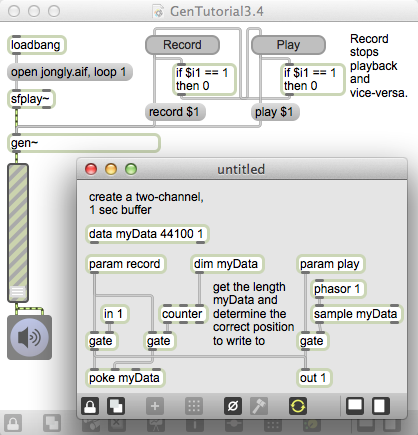 GenTutorial3.4
loadbang
open jongly.aif, loop 1
sfplay~
gen~
Record
Play
if $i1 == 1
then 0
if $i1 == 1
then 0
record $1
play $1
Record
stops
playback
and
vice-versa.
untitled
create a two-channel,
1 sec buffer
data myData 44100 1
param record
dim myData
param play
in 1
counter
get the length
myData and
determine the
correct position
to write to
phasor 1
sample myData
gate
gate
gate
poke myData
out 1